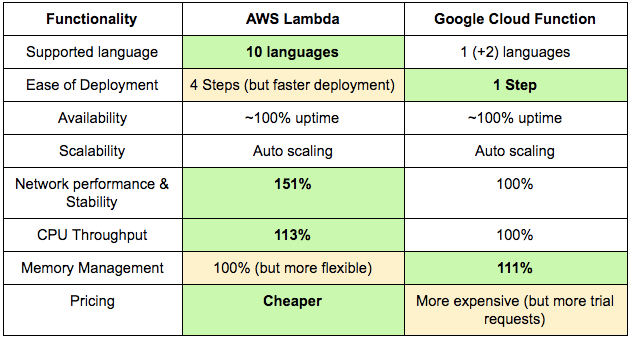 Functionality AWS Lambda Google Cloud Function
Supported language 10 languages 1 (+2) languages
Ease of Deployment 4 Steps (but faster deployment) 1 Step
Availability ~100% uptime ~100% uptime
Scalability Auto scaling Auto scaling
Network performance &
Stability 151% 100%
CPU Throughput 113% 100%
Memory Management 100% (but more flexible) 111%
Pricing Cheaper More expensive (but more trial
requests)